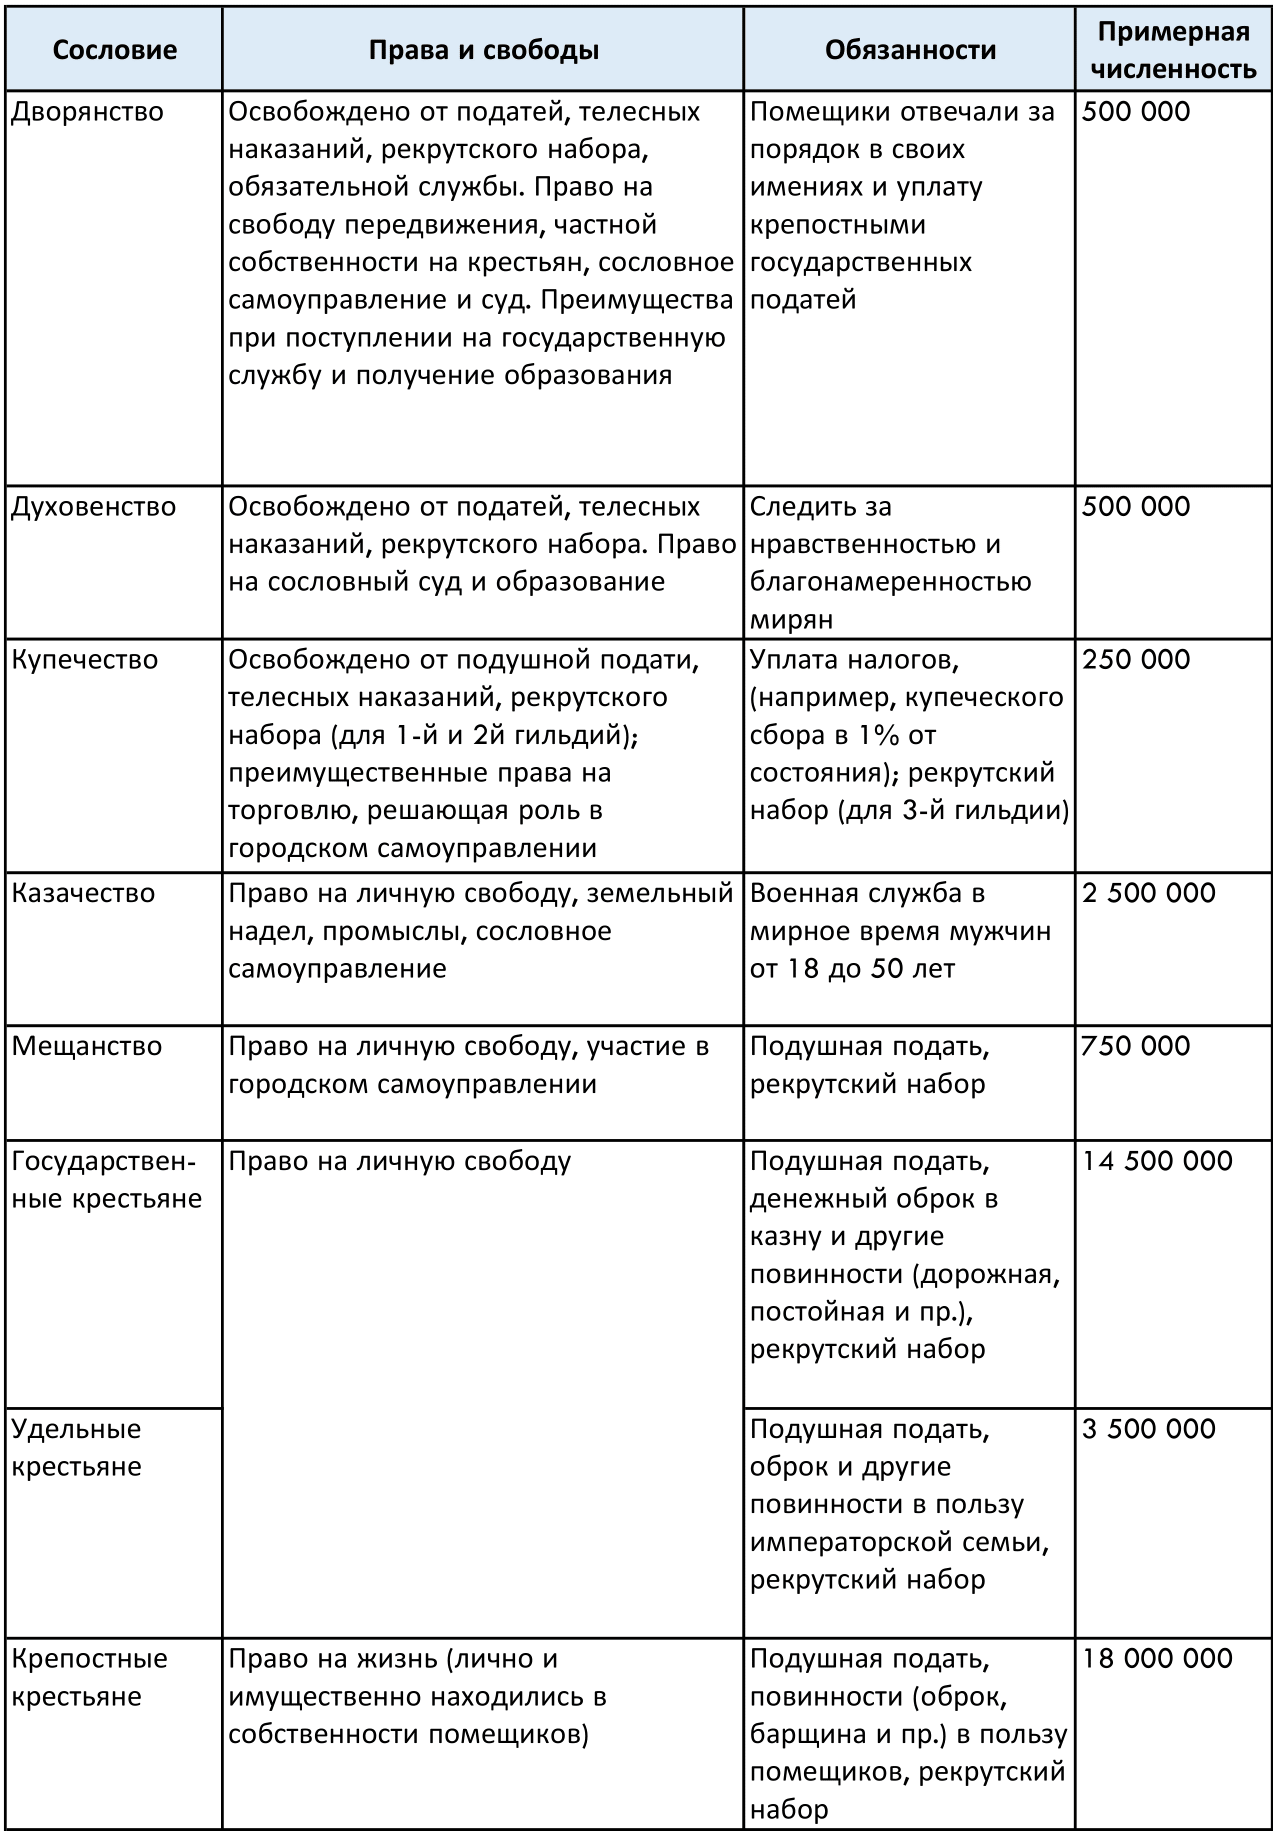 Сословие
Права и свободы
Обязанности
Примерная
численность
Дворянство
Освобождено от податей, телесных
наказаний, рекрутского набора,
обязательной службы. Право на
свободу передвижения, частной
собственности на крестьян, сословное
самоуправление и суд. Преимущества
при поступлении на государственную
службу и получение образования
Помещики отвечали за
порядок в своих
имениях и уплату
крепостными
государственных
податей
500 000
Духовенство
Освобождено от податей, телесных
наказаний, рекрутского набора. Право
на сословный суд и образование
Следить за
нравственностью и
благонамеренностью
мирян
500 000
Купечество
Освобождено от подушной подати,
телесных наказаний, рекрутского
набора (для 1-й и 2й гильдий);
преимущественные права на
торговлю, решающая роль в
городском самоуправлении
Уплата налогов,
(например, купеческого
сбора в 1% от
состояния); рекрутский
набор (для 3-й гильдии)
250 000
Казачество
Право на личную свободу, земельный
надел, промыслы, сословное
самоуправление
Военная служба в
мирное время мужчин
от 18 до 50 лет
2 500 000
Мещанство
Право на личную свободу, участие в
городском самоуправлении
Подушная подать,
рекрутский набор
750 000
Государствен-
ные крестьяне
Право на личную свободу
Подушная подать,
денежный оброк в
казну и другие
повинности (дорожная,
постойная и пр.),
рекрутский набор
14 500 000
Удельные
крестьяне
Подушная подать,
оброк и другие
повинности в пользу
императорской семьи,
рекрутский набор
3 500 000
Крепостные
крестьяне
Право на жизнь (лично и
имущественно находились в
собственности помещиков)
Подушная подать,
повинности (оброк,
барщина и пр.) в пользу
помещиков, рекрутский
набор
18 000 000